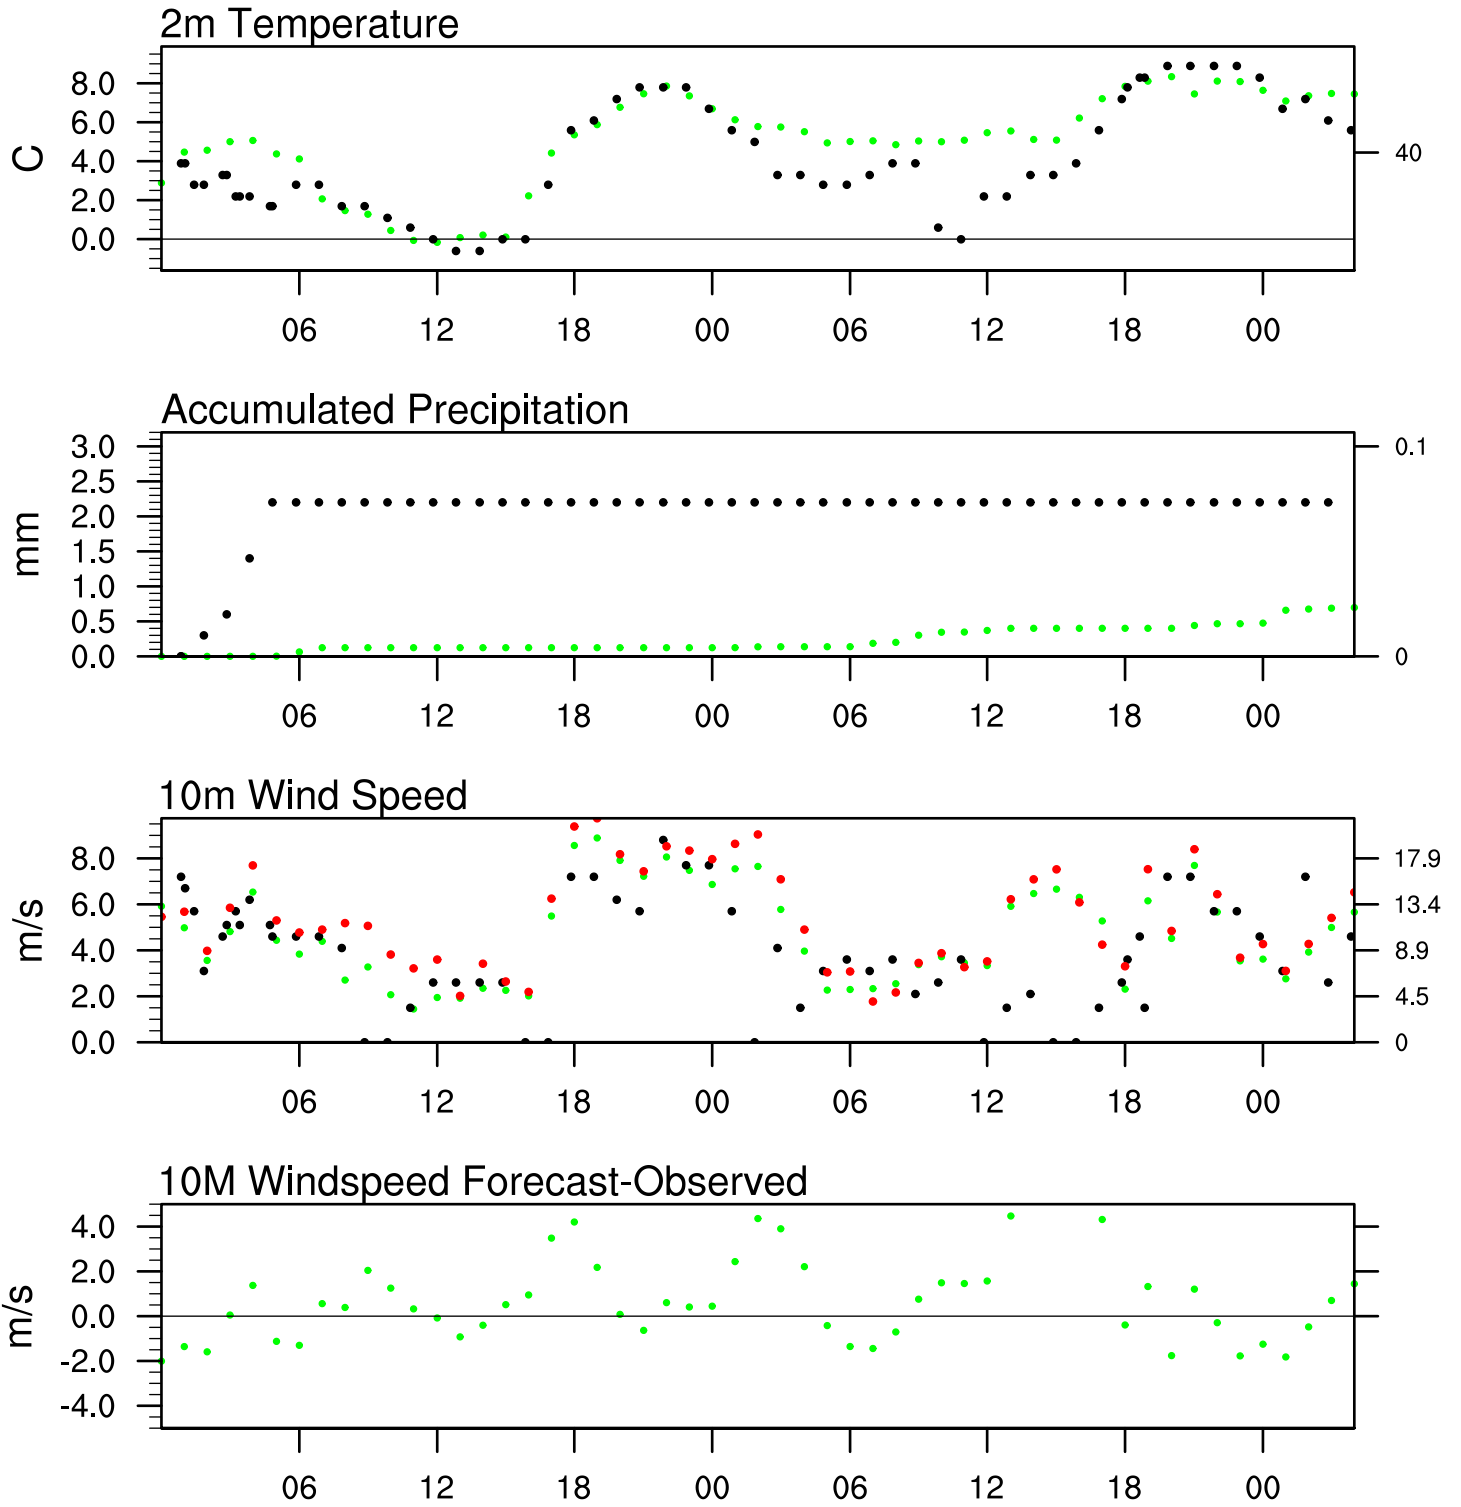 2m Temperature
8.0
6.0
4.0
2.0
0.0
C
40
06 12 18 00 06 12 18 00
Accumulated Precipitation
3.0
2.5
2.0
1.5
1.0
0.5
0.0
mm
0.1
0
06 12 18 00 06 12 18 00
10m Wind Speed
8.0
6.0
4.0
2.0
0.0
m/s
17.9
13.4
8.9
4.5
0
06 12 18 00 06 12 18 00
10M Windspeed Forecast-Observed
4.0
2.0
0.0
-2.0
-4.0
m/s
06 12 18 00 06 12 18 00